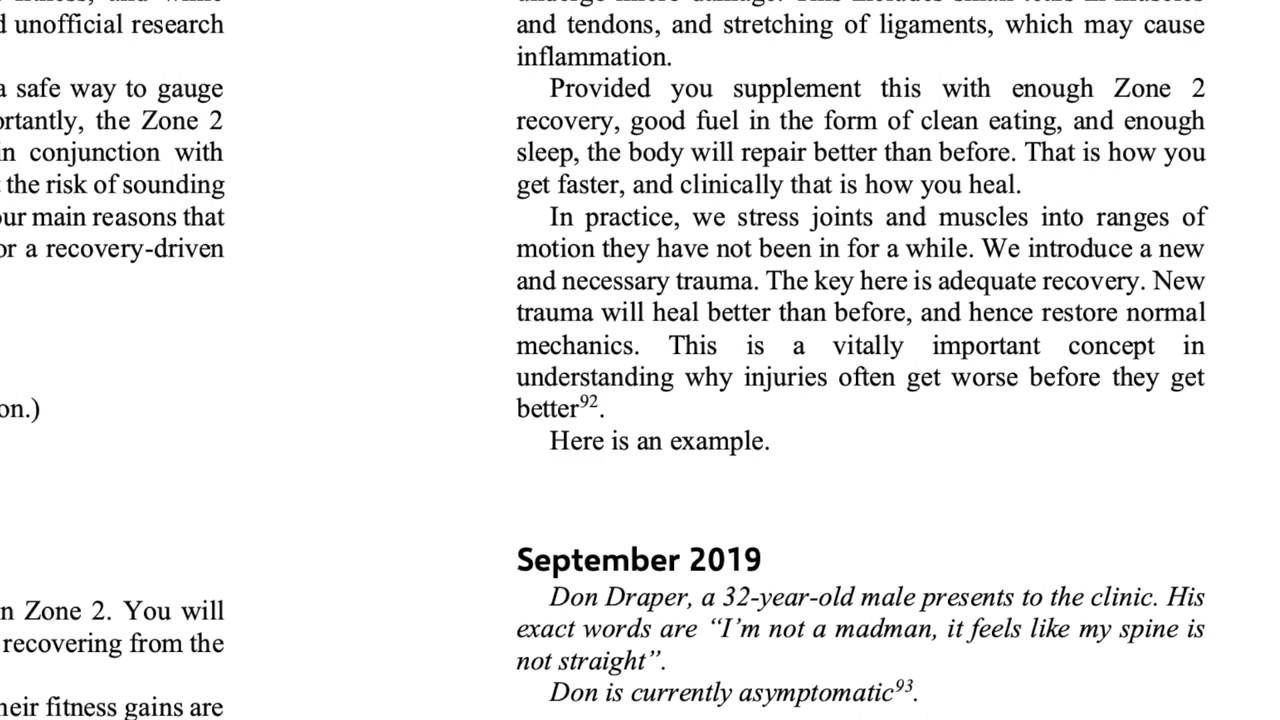 d unofficial research
a safe way to gauge
ortantly, the Zone 2
in conjunction with
the risk of sounding
our main reasons that
or a recovery-driven
on.)
n Zone 2. You will
recovering from the
heir fitness gains are
and tendons, and stretching of ligaments, which may cause
inflammation.
Provided you supplement this with enough Zone 2
recovery, good fuel in the form of clean eating, and enough
sleep, the body will repair better than before. That is how you
get faster, and clinically that is how you heal.
In practice, we stress joints and muscles into ranges of
motion they have not been in for a while. We introduce a new
and necessary trauma. The key here is adequate recovery. New
trauma will heal better than before, and hence restore normal
mechanics. This is a vitally important concept in
understanding why injuries often get worse before they get
better⁹².
Here is an example.
September 2019
Don Draper, a 32-year-old male presents to the clinic. His
exact words are “I’m not a madman, it feels like my spine is
not straight”.
Don is currently asymptomatic⁹³.